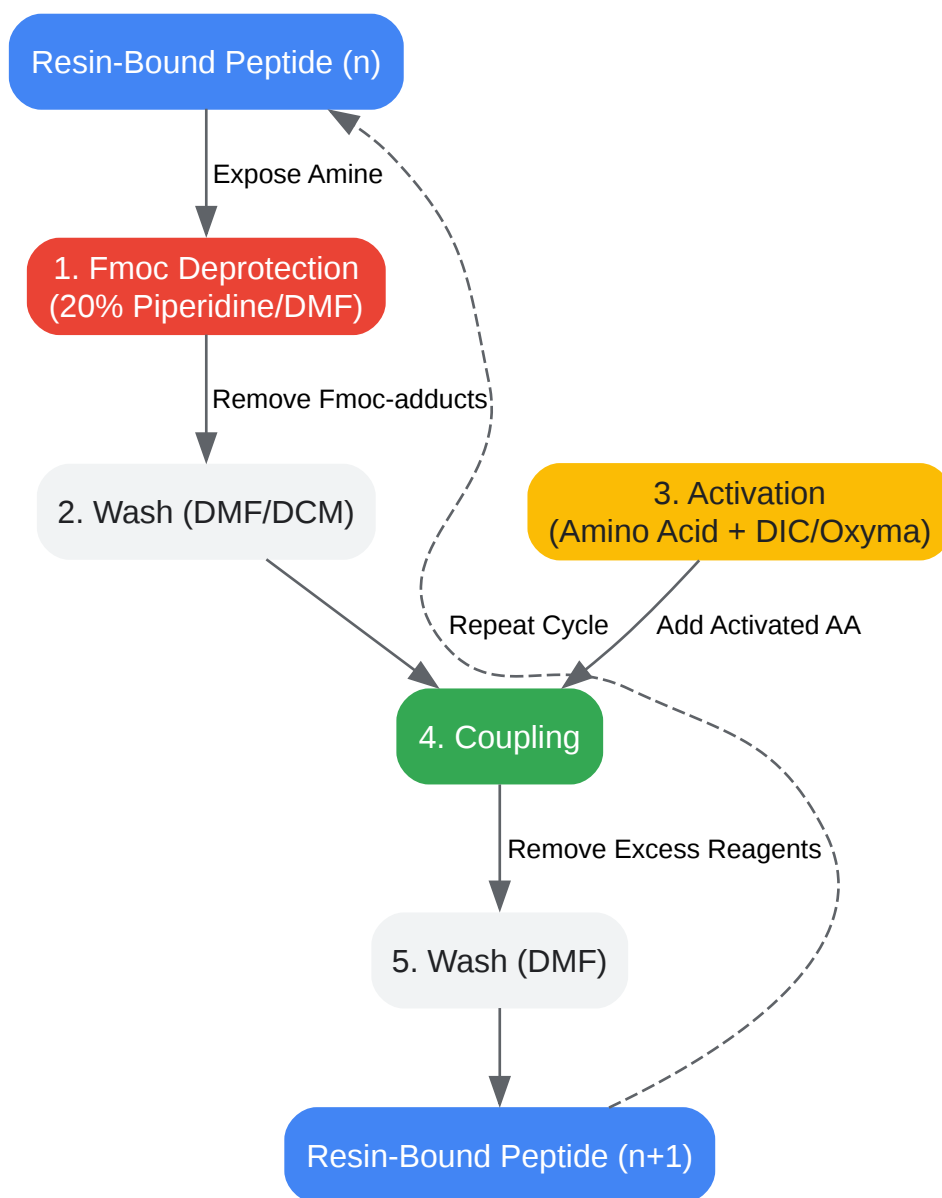 Resin-Bound Peptide (n)
Expose Amine
1. Fmoc Deprotection
(20% Piperidine/DMF)
Remove Fmoc-adducts
2. Wash (DMF/DCM)
3. Activation
(Amino Acid + DIC/Oxyma)
Repeat Cycle
Add Activated AA
4. Coupling
Remove Excess Reagents
5. Wash (DMF)
Resin-Bound Peptide (n+1)